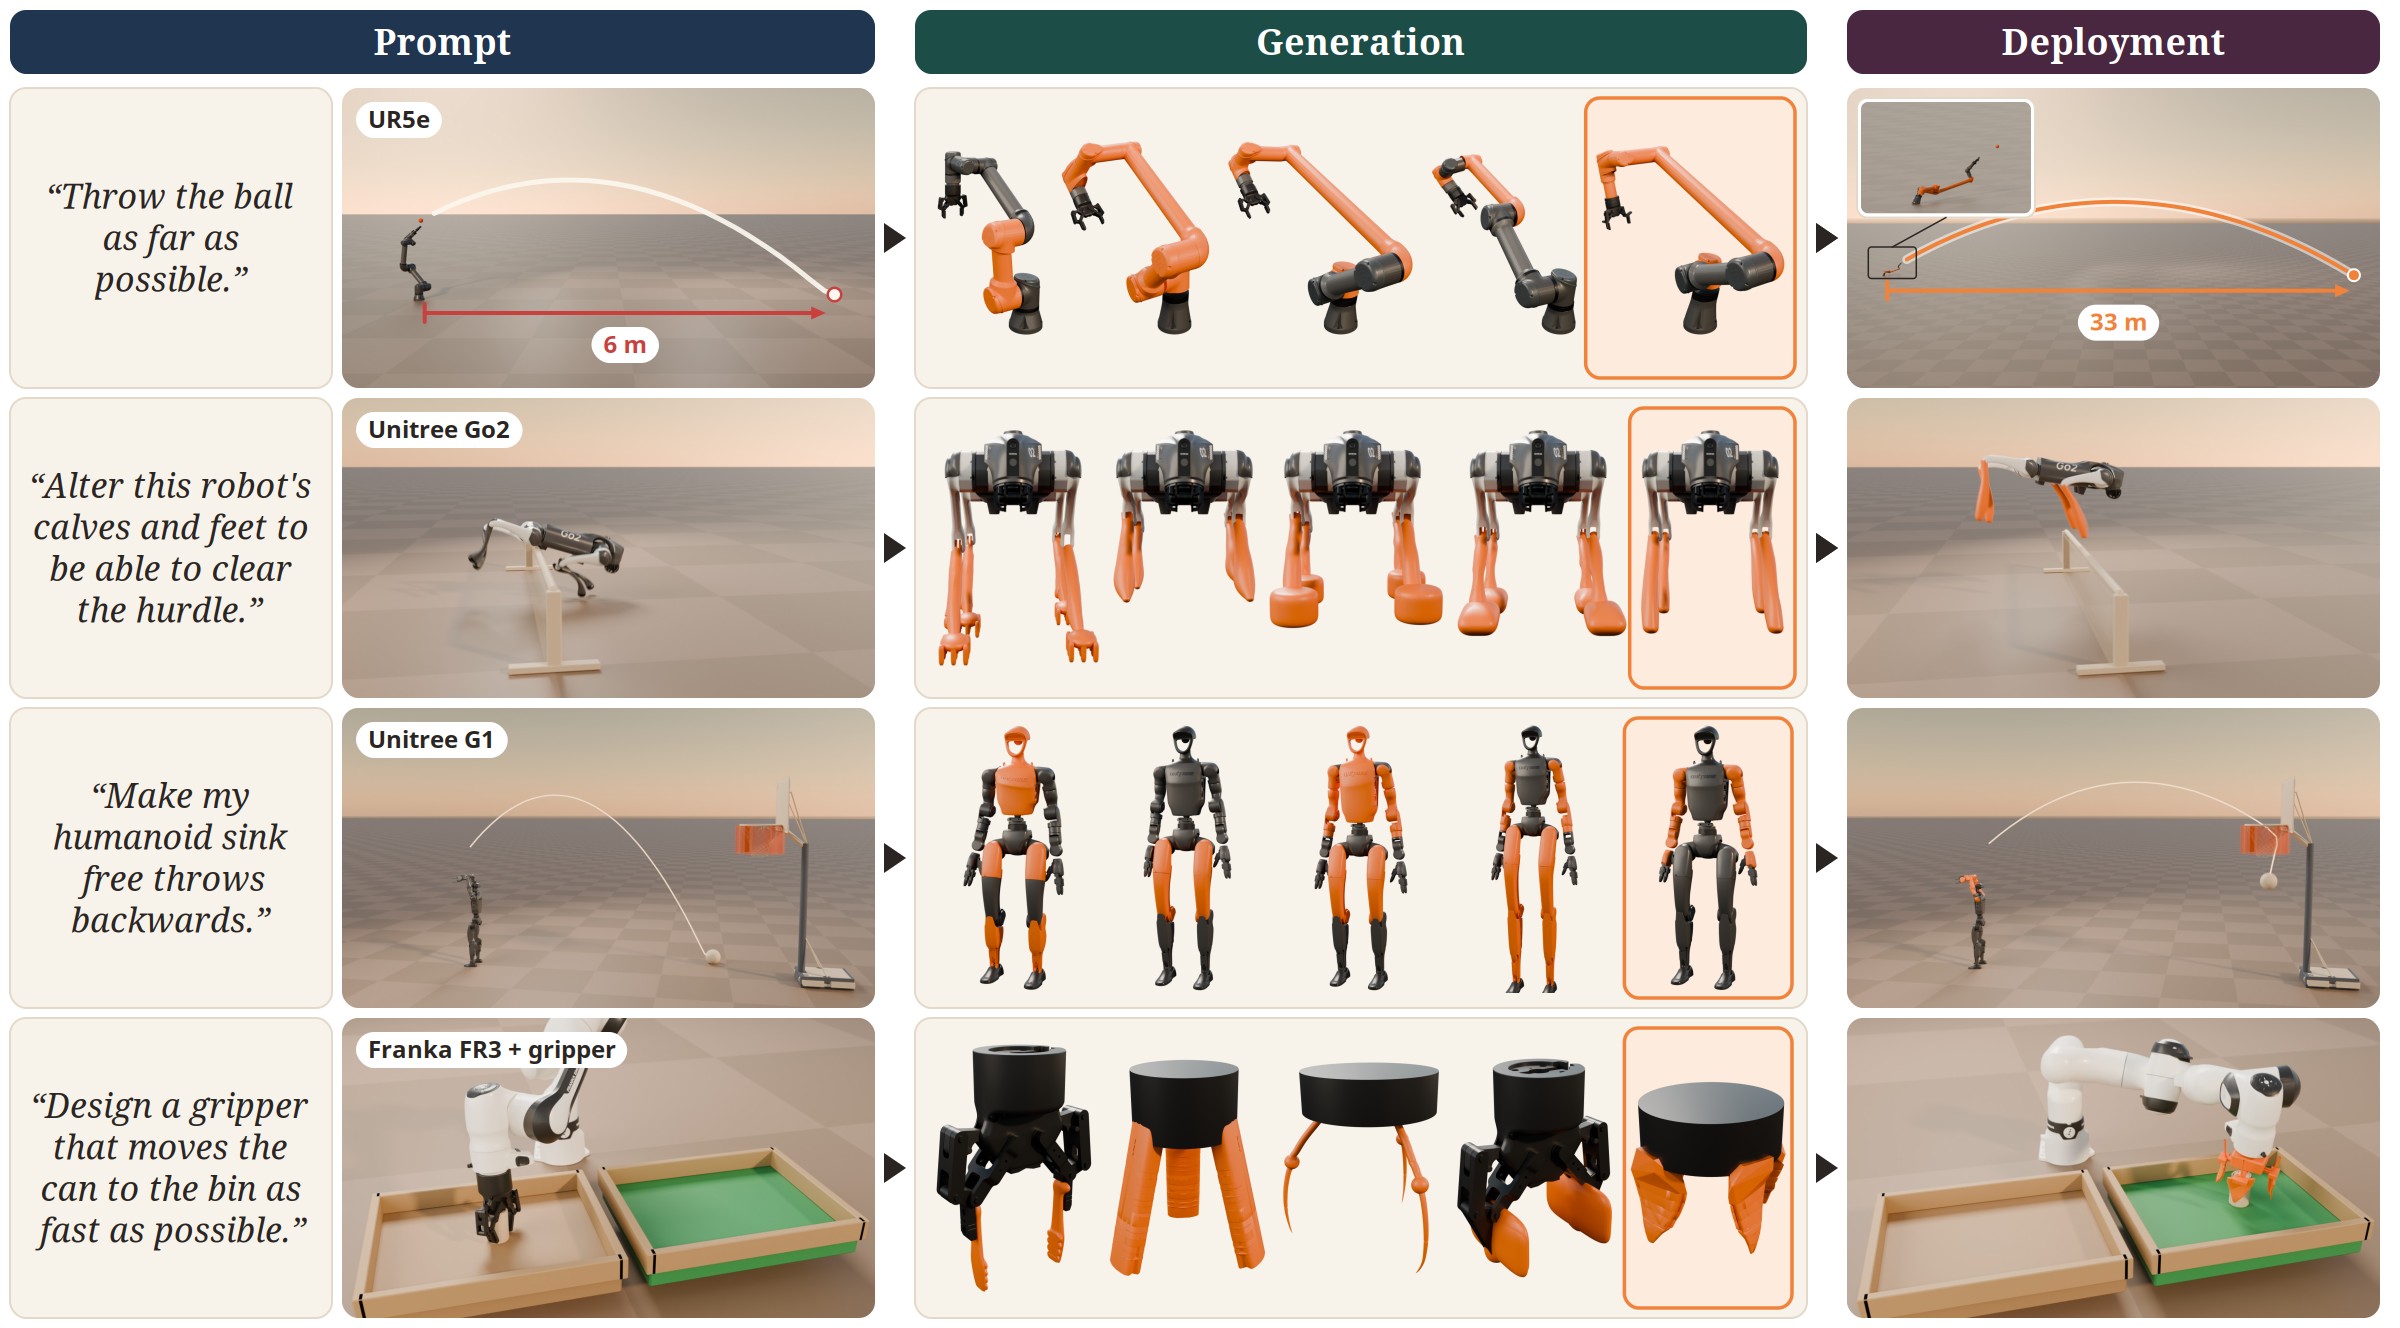 Prompt
Generation
Deployment
“Throw the ball
as far as
possible.”
UR5e
6 m
33 m
“Alter this robot's
calves and feet to
be able to clear
the hurdle.”
Unitree Go2
Go2
Go2
“Make my
humanoid sink
free throws
backwards.”
Unitree G1
“Design a gripper
that moves the
can to the bin as
fast as possible.”
Franka FR3 + gripper